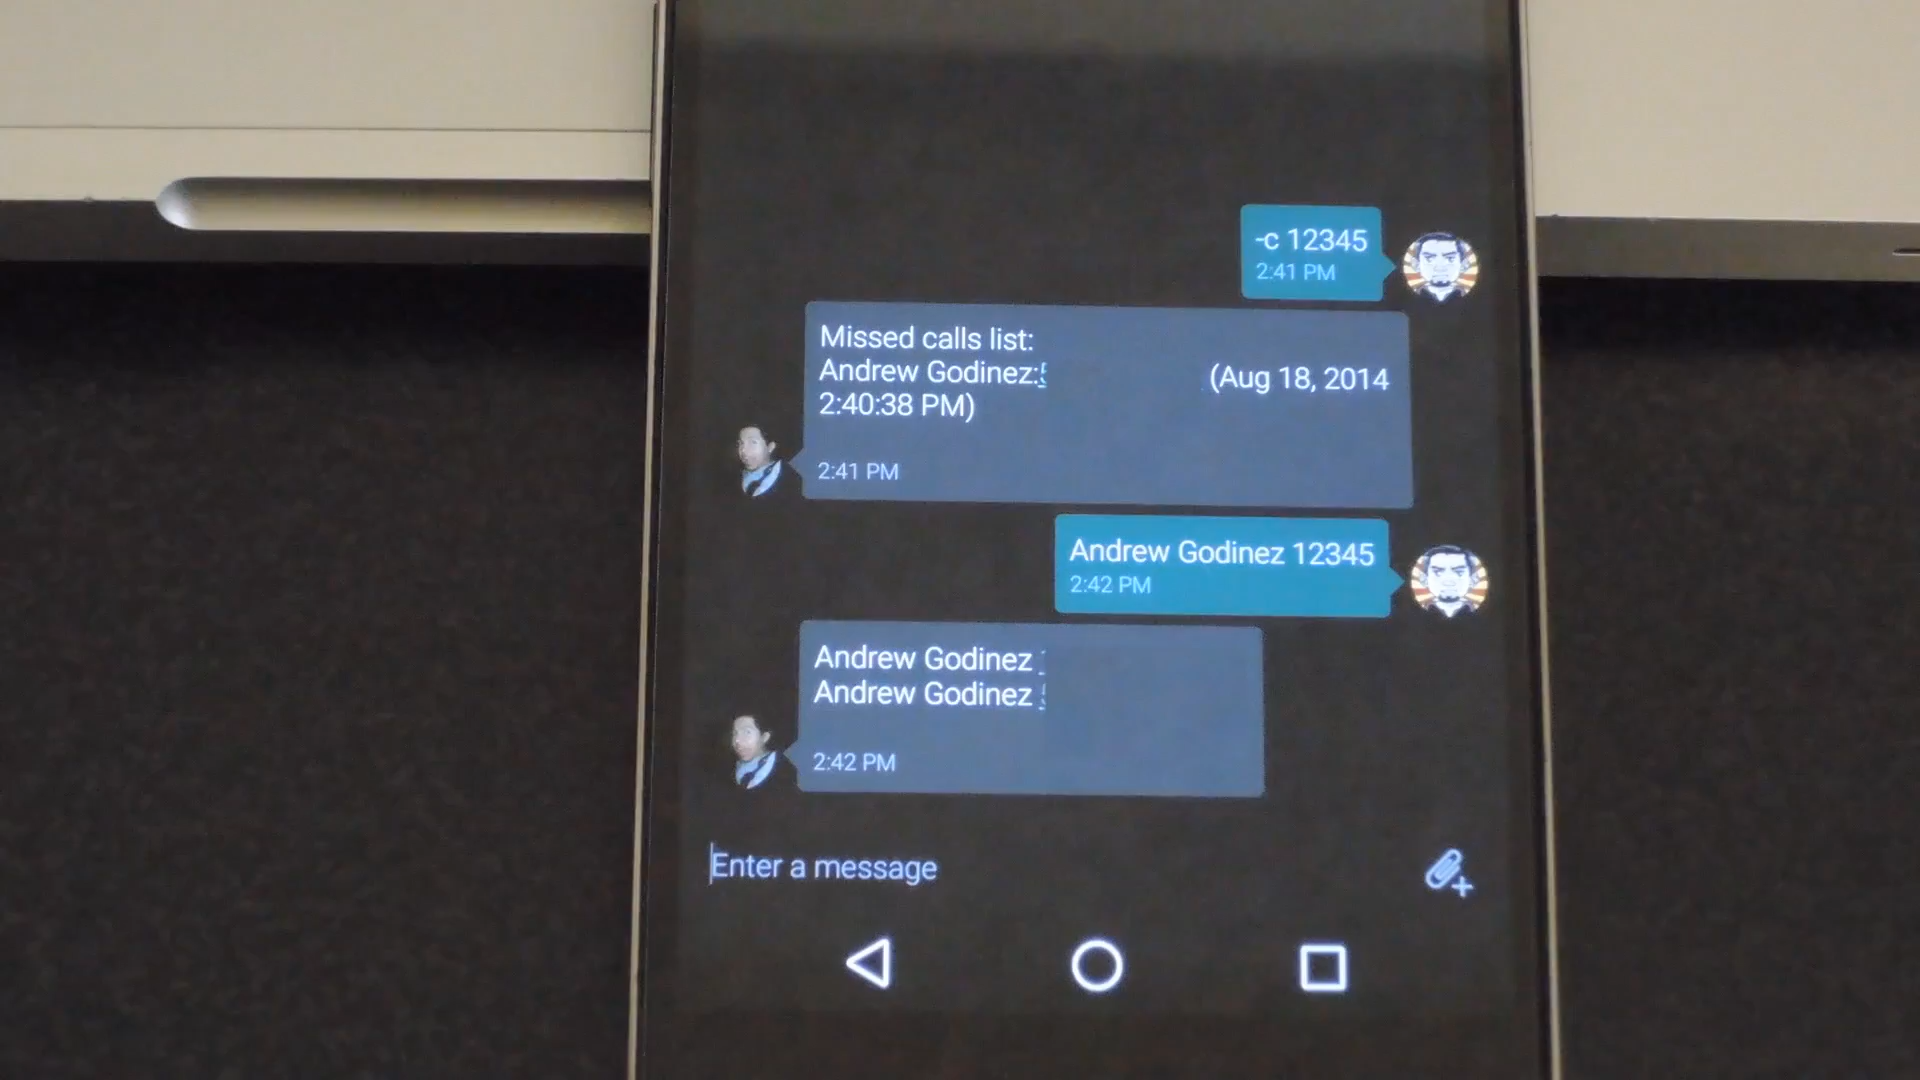 -c 12345
2:41 PM
Missed calls list:
Andrew Godinez: (Aug 18, 2014
2:40:38 PM)
2:41 PM
Andrew Godinez 12345
2:42 PM
Andrew Godinez
Andrew Godinez
2:42 PM
Enter a message